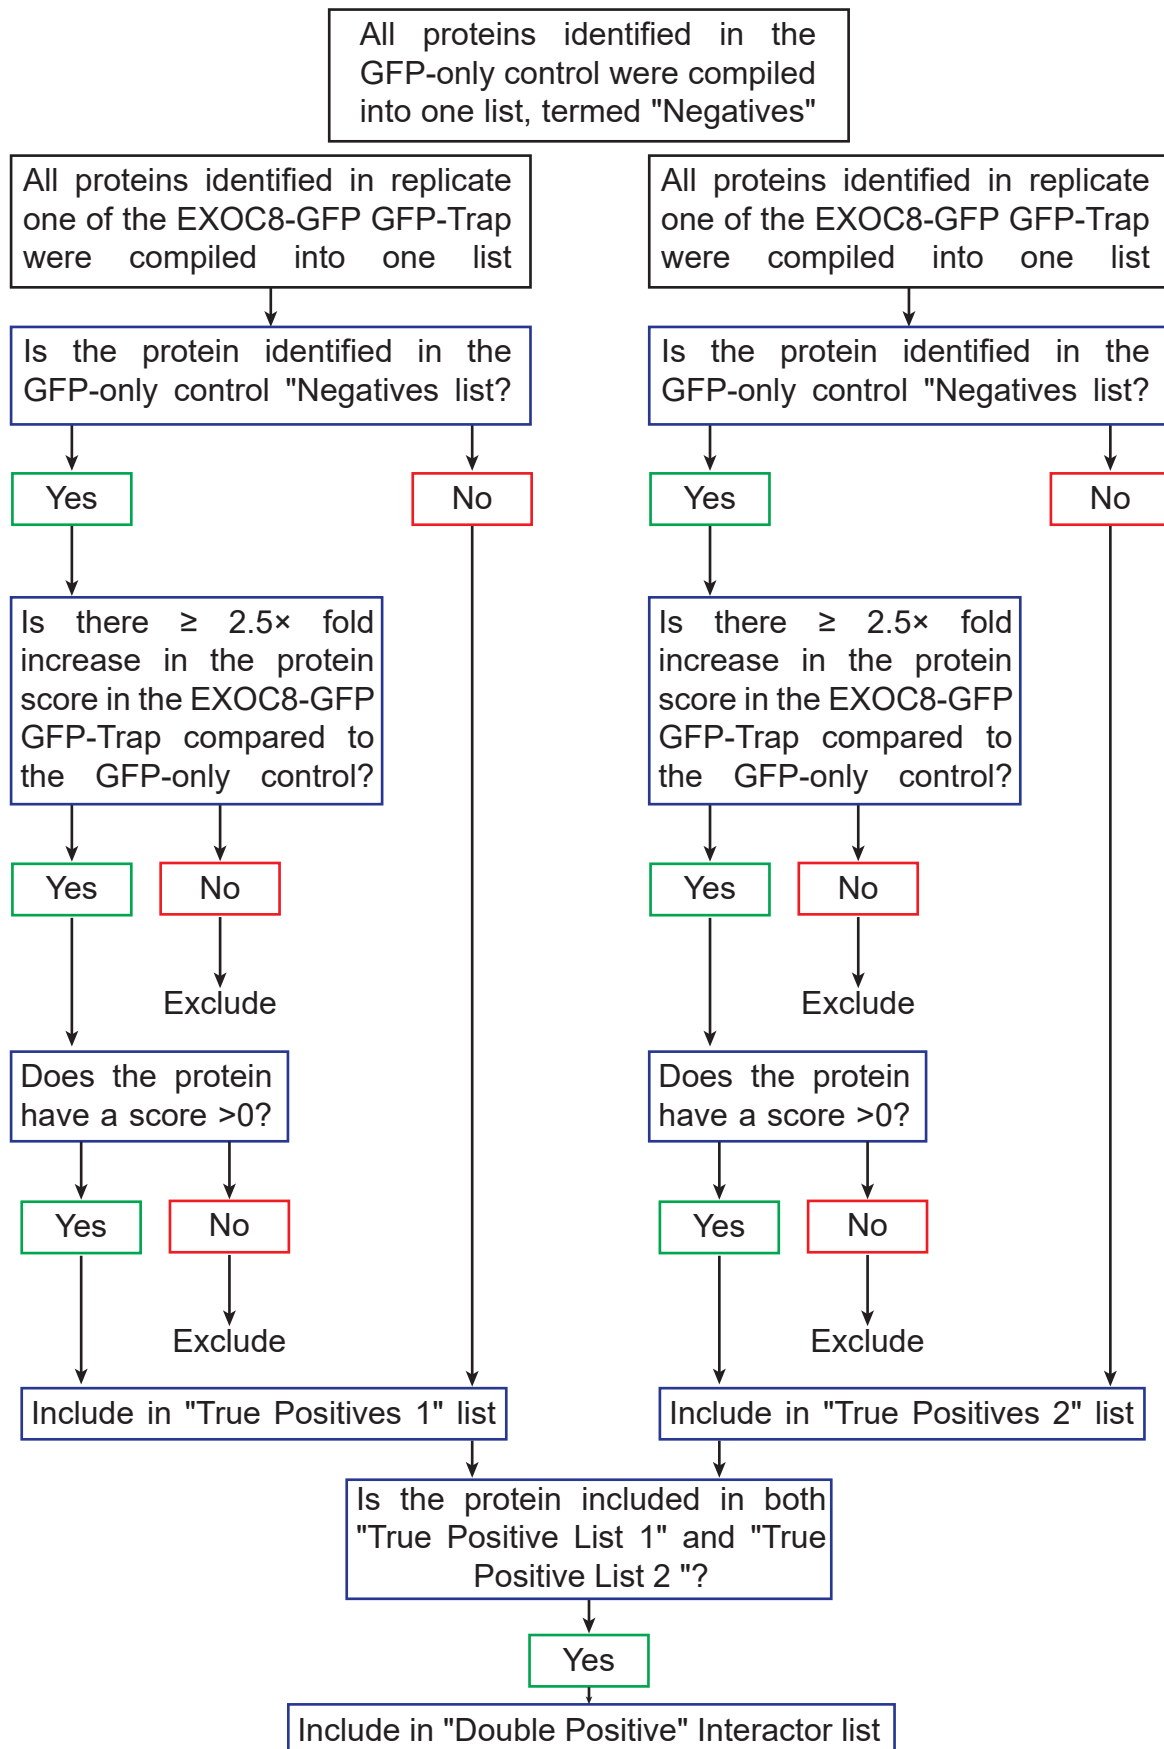 All proteins identified in the
GFP-only control were compiled
into one list, termed "Negatives"
All proteins identified in replicate
one of the EXOC8-GFP GFP-Trap
were compiled into one list
Is the protein identified in the
GFP-only control "Negatives list?
Yes
No
Is there ≥ 2.5× fold
increase in the protein
score in the EXOC8-GFP
GFP-Trap compared to
the GFP-only control?
Yes
No
Exclude
Does the protein
have a score >0?
Yes
No
Exclude
Include in "True Positives 1" list
All proteins identified in replicate
one of the EXOC8-GFP GFP-Trap
were compiled into one list
Is the protein identified in the
GFP-only control "Negatives list?
Yes
No
Is there ≥ 2.5× fold
increase in the protein
score in the EXOC8-GFP
GFP-Trap compared to
the GFP-only control?
Yes
No
Exclude
Does the protein
have a score >0?
Yes
No
Exclude
Include in "True Positives 2" list
Is the protein included in both
"True Positive List 1" and "True
Positive List 2 "?
Yes
Include in "Double Positive" Interactor list